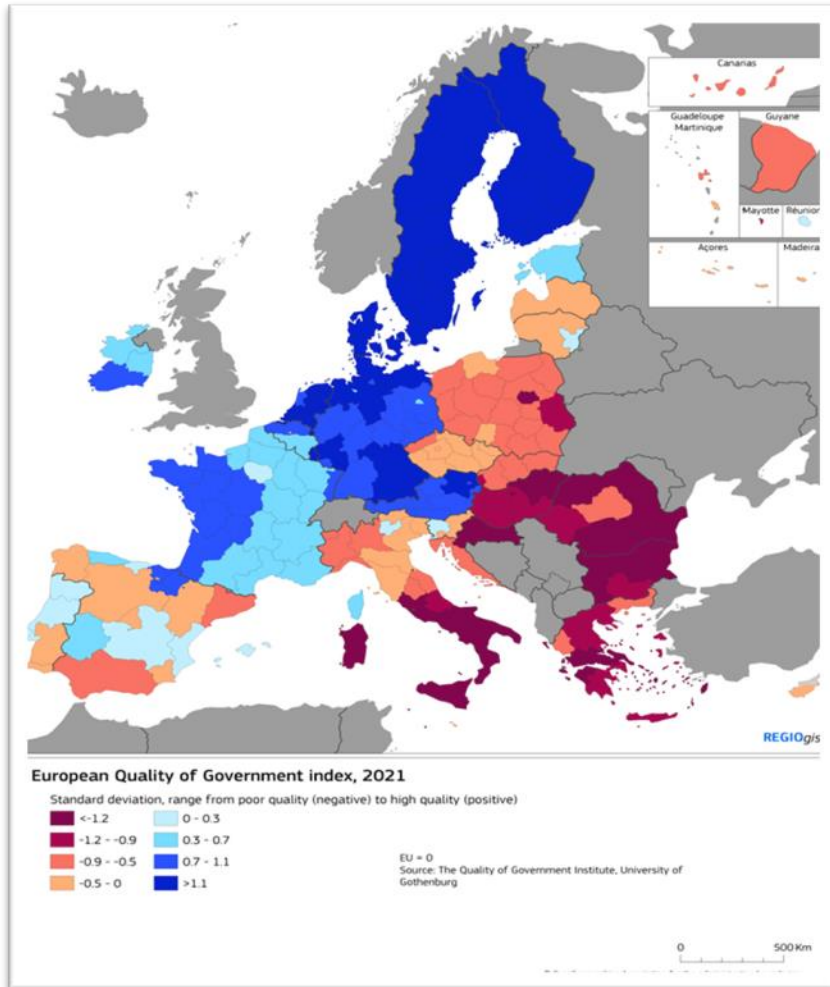 Canarias
Guadeloupe
Martinique
Guyane
Mayotte
Réunion
Açores
Madeira
REGIOgis
European Quality of Government index, 2021
Standard deviation, range from poor quality (negative) to high quality (positive)
<-1.2
0 - 0.3
-1.2 - -0.9
0.3 - 0.7
-0.9 - -0.5
0.7 - 1.1
-0.5 - 0
>1.1
EU = 0
Source: The Quality of Government Institute, University of
Gothenburg
0
500 Km